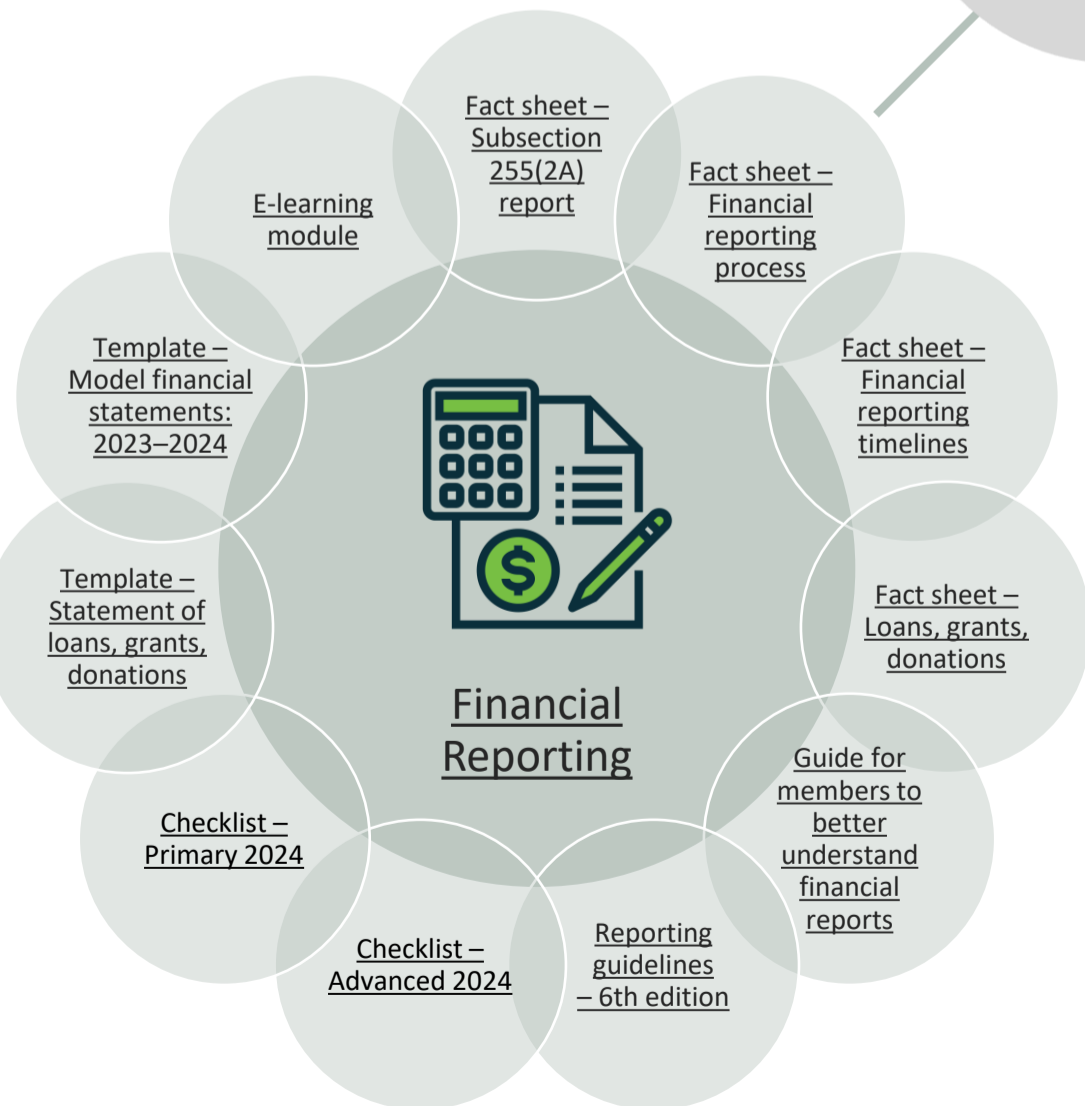 Fact sheet –
Subsection
255(2A)
report
Fact sheet –
Financial
reporting
process
Fact sheet –
Financial
reporting
timelines
Fact sheet –
Loans, grants,
donations
Guide for
members to
better
understand
financial
reports
Reporting
guidelines
– 6th edition
Checklist –
Advanced 2024
Checklist –
Primary 2024
Template –
Statement of
loans, grants,
donations
Template –
Model financial
statements:
2023–2024
E-learning
module
$
Financial
Reporting